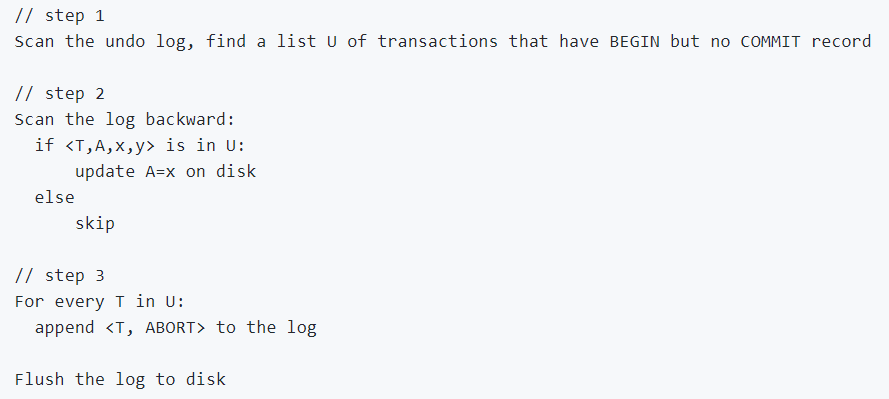 // step 1
Scan the undo log, find a list U of transactions that have BEGIN but no COMMIT record
// step 2
Scan the log backward:
if <T,A,x,y> is in U:
update A=x on disk
else
skip
// step 3
For every T in U:
append <T, ABORT> to the log
Flush the log to disk